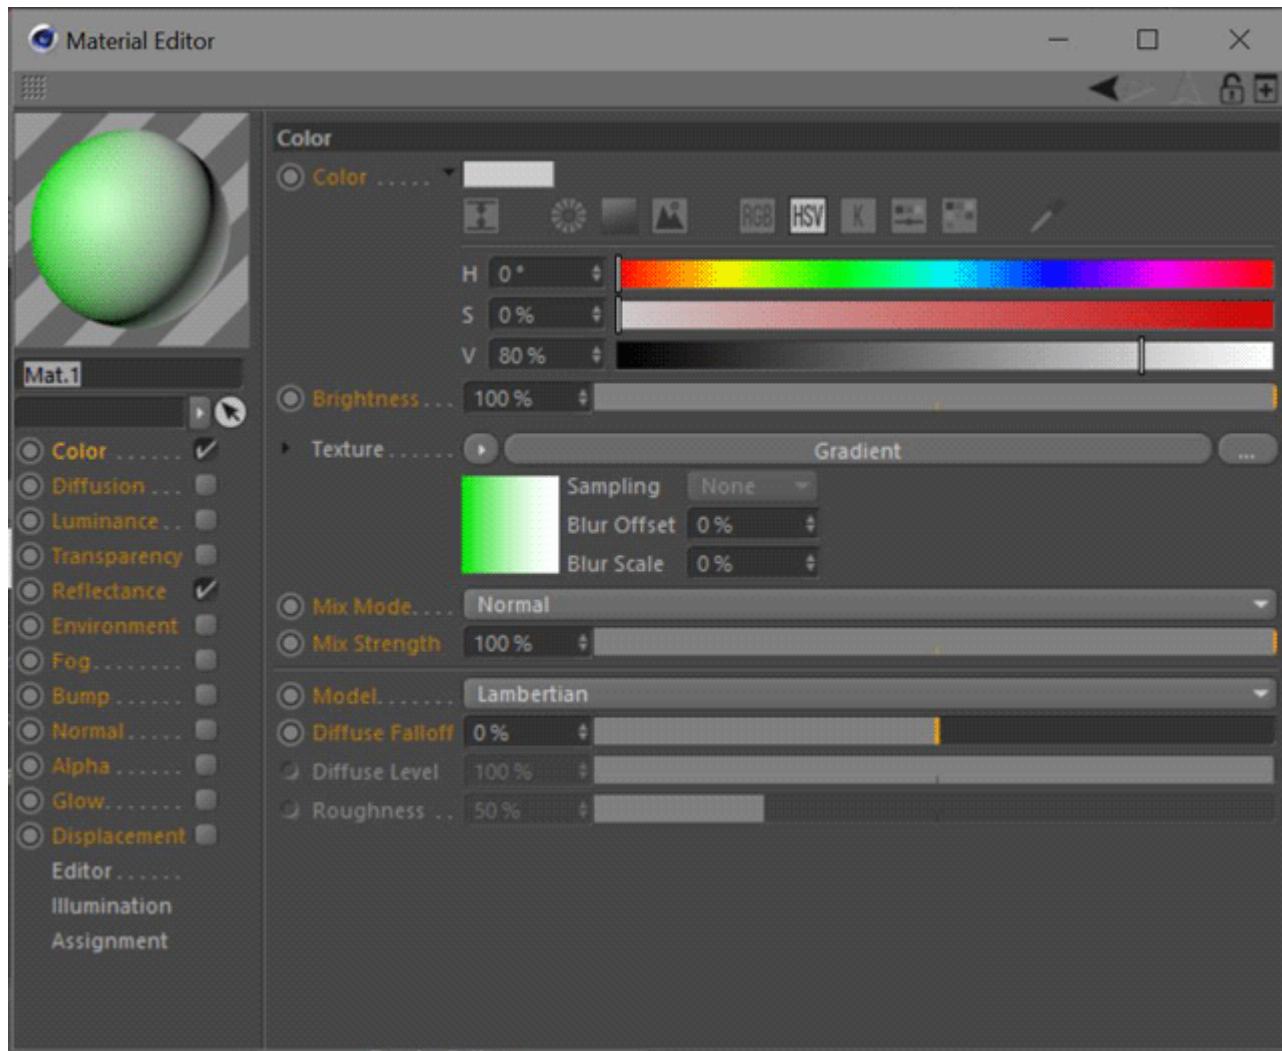 Material Editor
Color
Color .....
RGB HSV K
H 0°
S 0%
V 80%
Mat.1
Brightness... 100%
Texture...... Gradient ...
Sampling None
Blur Offset 0%
Blur Scale 0%
Mix Mode.... Normal
Mix Strength 100%
Model....... Lambertian
Diffuse Falloff 0%
Diffuse Level 100%
Roughness .. 50%
Color ......
Diffusion ...
Luminance ..
Transparency
Reflectance
Environment
Fog........
Bump......
Normal.....
Alpha ......
Glow.......
Displacement
Editor......
Illumination
Assignment